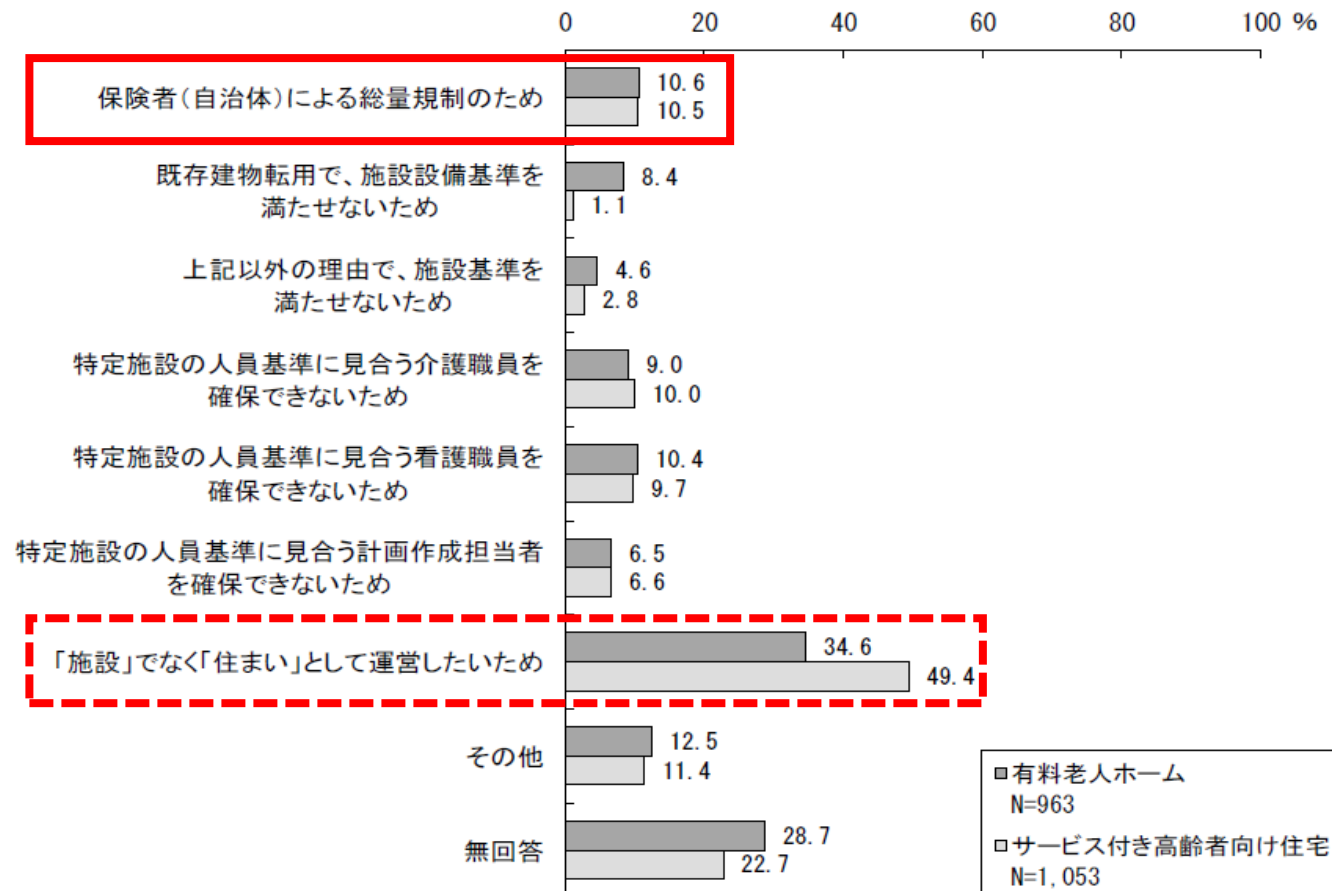 0 20 40 60 80 100 %
保険者(自治体)による総量規制のため
10.6
10.5
既存建物転用で、施設設備基準を
満たせないため
8.4
1.1
上記以外の理由で、施設基準を
満たせないため
4.6
2.8
特定施設の人員基準に見合う介護職員を
確保できないため
9.0
10.0
特定施設の人員基準に見合う看護職員を
確保できないため
10.4
9.7
特定施設の人員基準に見合う計画作成担当者
を確保できないため
6.5
6.6
「施設」でなく「住まい」として運営したいため
34.6
49.4
その他
12.5
11.4
無回答
28.7
22.7
有料老人ホーム
N=963
サービス付き高齢者向け住宅
N=1,053